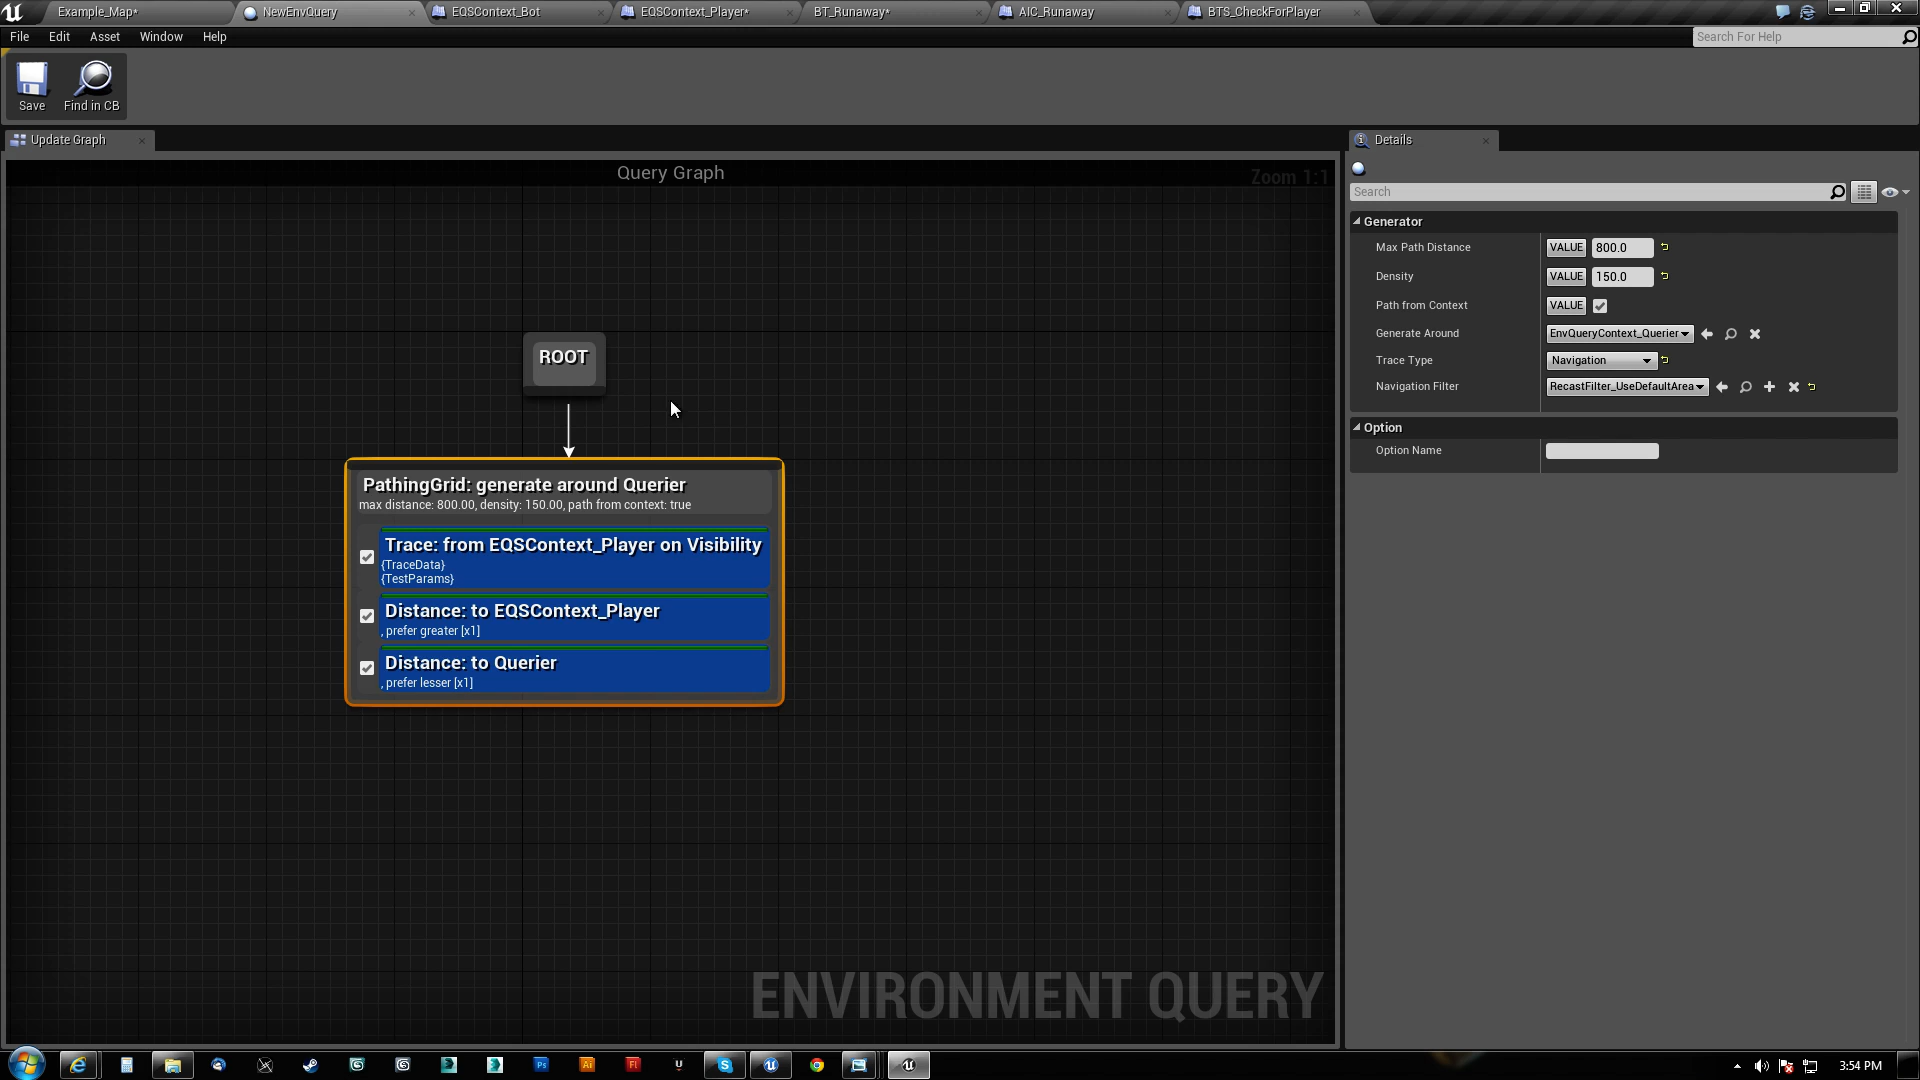 Example_Map*
NewEnvQuery
EQSContext_Bot
EQSContext_Player*
BT_Runaway*
AIC_Runaway
BTS_CheckForPlayer
File
Edit
Asset
Window
Help
Search For Help
Save
Find in CB
Update Graph
Details
Query Graph
Zoom 1:1
Search
Generator
Max Path Distance
VALUE
800.0
Density
VALUE
150.0
Path from Context
VALUE
Generate Around
EnvQueryContext_Querier
Trace Type
Navigation
Navigation Filter
RecastFilter_UseDefaultArea
Option
Option Name
ROOT
PathingGrid: generate around Querier
max distance: 800.00, density: 150.00, path from context: true
Trace: from EQSContext_Player on Visibility
{TraceData}
{TestParams}
Distance: to EQSContext_Player
, prefer greater [x1]
Distance: to Querier
, prefer lesser [x1]
ENVIRONMENT QUERY
Ps
Ai
Fl
3:54 PM